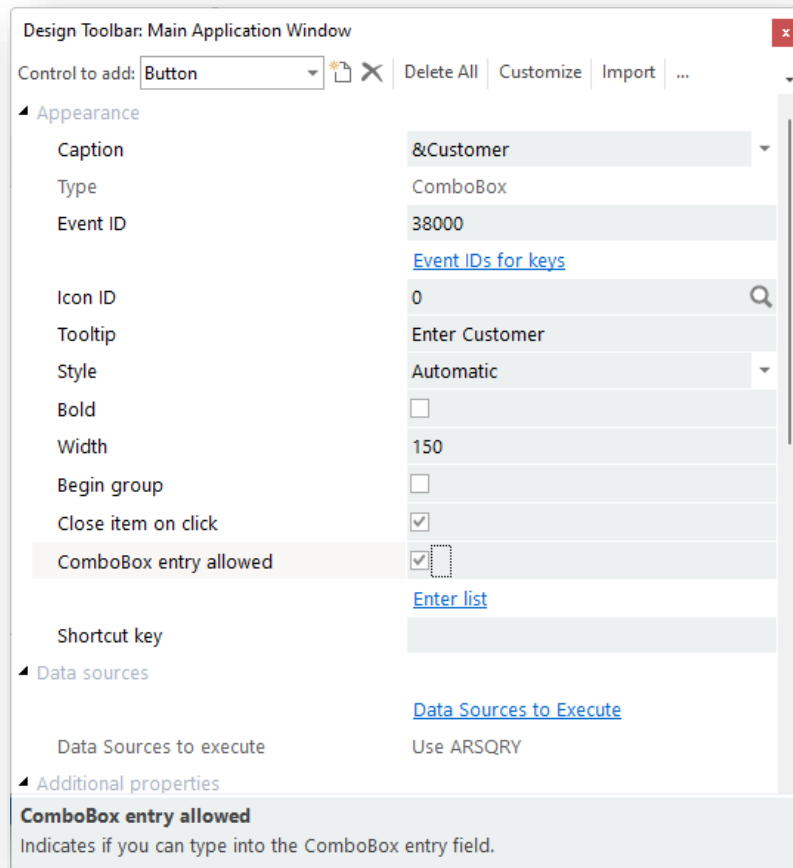 Design Toolbar: Main Application Window
x
Control to add: Button Delete All Customize Import ...
Appearance
Caption &Customer
Type ComboBox
Event ID 38000
Event IDs for keys
Icon ID 0
Tooltip Enter Customer
Style Automatic
Bold
Width 150
Begin group
Close item on click
ComboBox entry allowed
Enter list
Shortcut key
Data sources
Data Sources to Execute
Data Sources to execute Use ARSQRY
Additional properties
ComboBox entry allowed
Indicates if you can type into the ComboBox entry field.